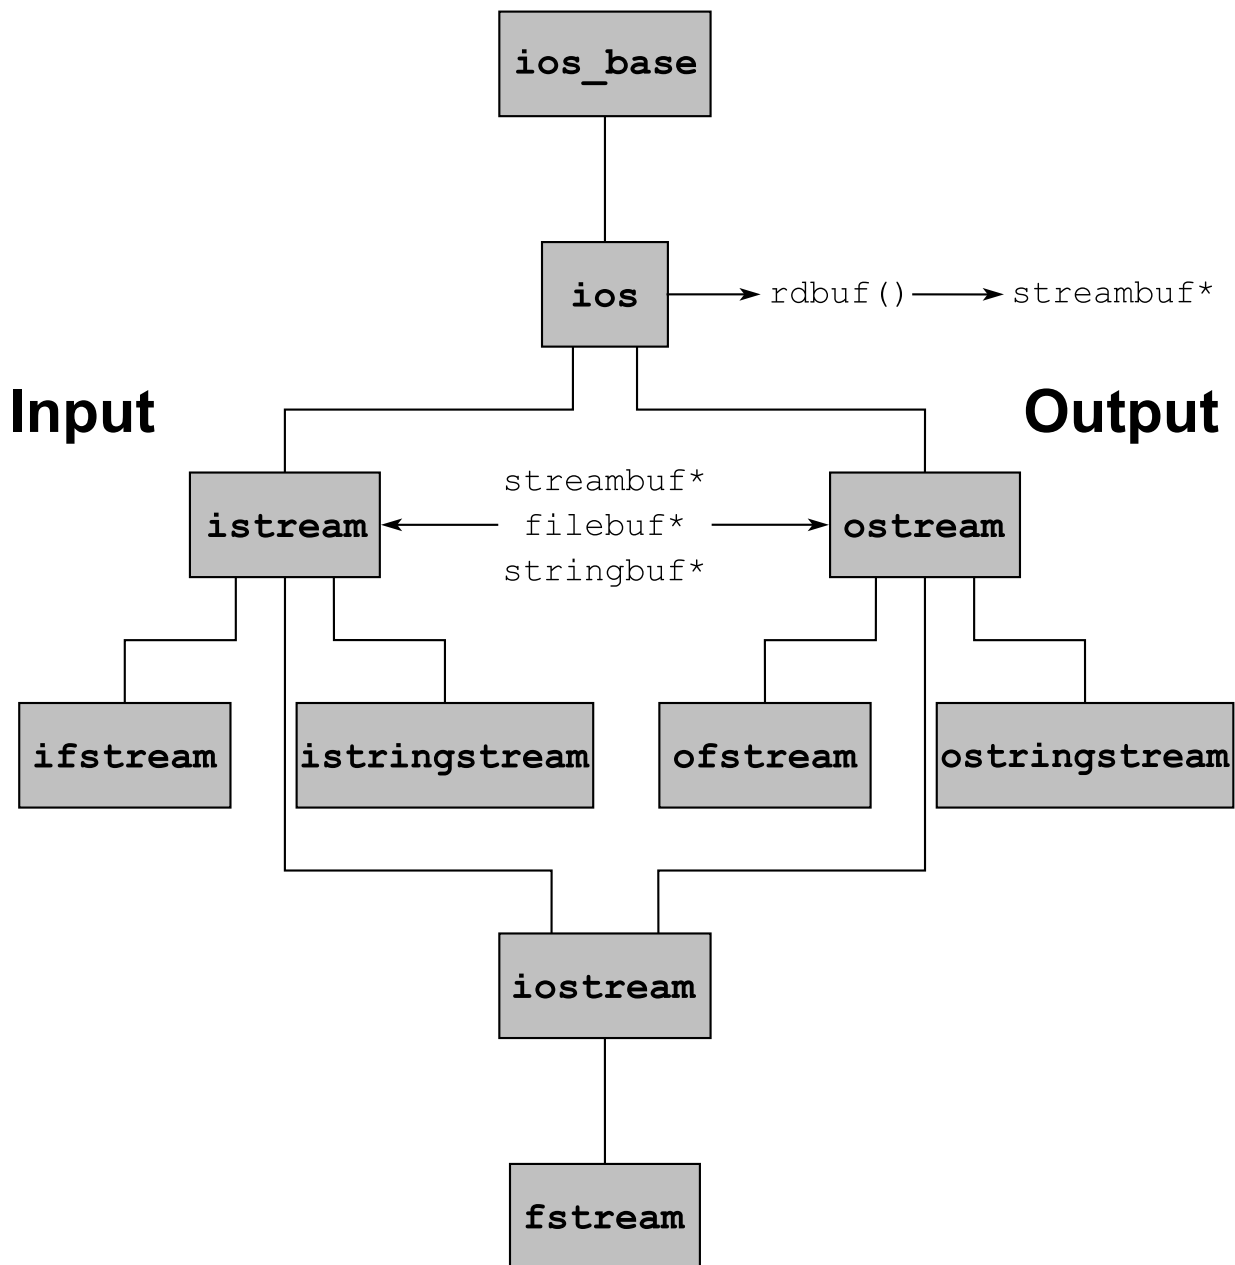 ios_base
ios
rdbuf()
streambuf*
Input
Output
istream
streambuf*
filebuf*
stringbuf*
ostream
ifstream
istringstream
ofstream
ostringstream
iostream
fstream